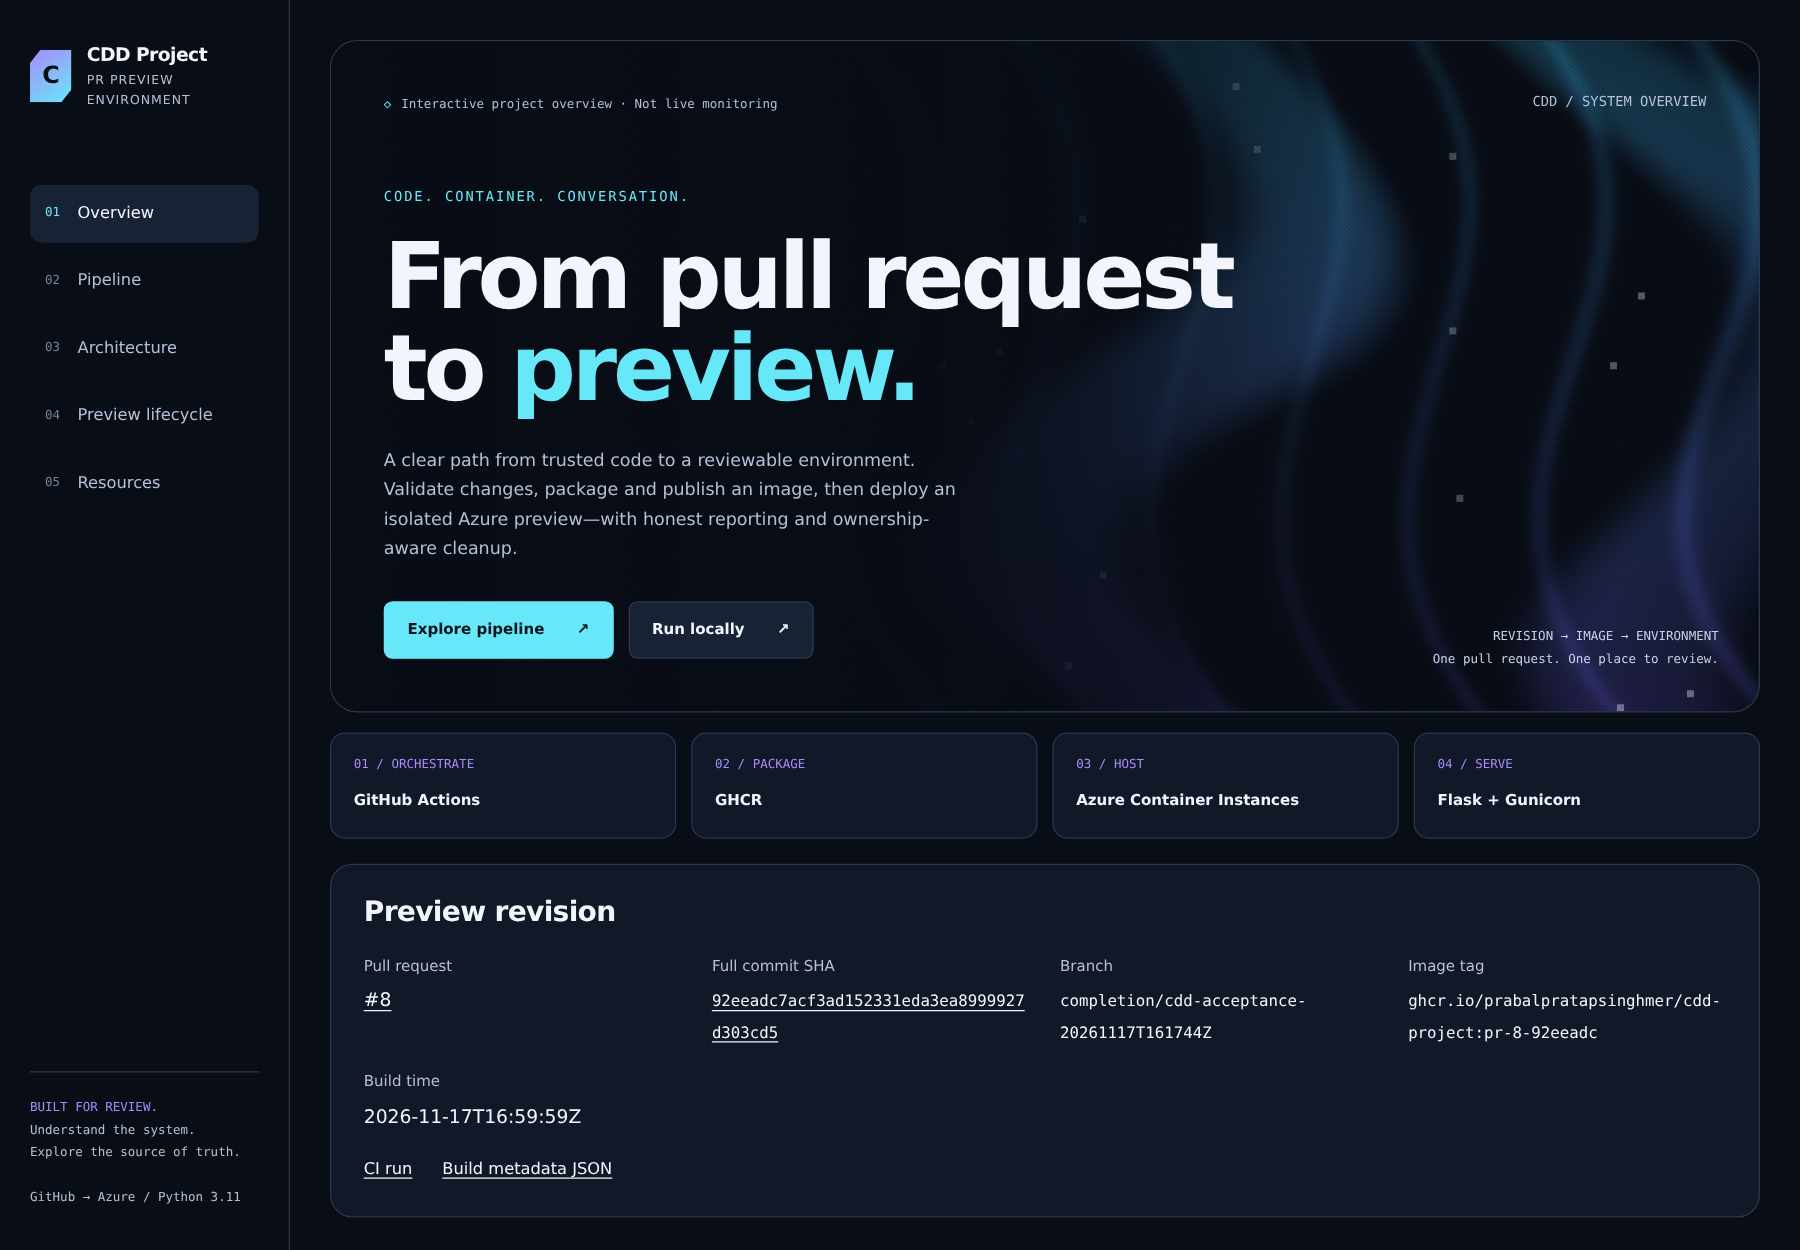 C
CDD Project
PR PREVIEW
ENVIRONMENT
01 Overview
02 Pipeline
03 Architecture
04 Preview lifecycle
05 Resources
BUILT FOR REVIEW.
Understand the system.
Explore the source of truth.
GitHub → Azure / Python 3.11
◇ Interactive project overview · Not live monitoring
CDD / SYSTEM OVERVIEW
CODE. CONTAINER. CONVERSATION.
From pull request
to preview.
A clear path from trusted code to a reviewable environment.
Validate changes, package and publish an image, then deploy an
isolated Azure preview—with honest reporting and ownership-
aware cleanup.
Explore pipeline ↗
Run locally ↗
REVISION → IMAGE → ENVIRONMENT
One pull request. One place to review.
01 / ORCHESTRATE
GitHub Actions
02 / PACKAGE
GHCR
03 / HOST
Azure Container Instances
04 / SERVE
Flask + Gunicorn
Preview revision
Pull request
#8
Full commit SHA
92eeadc7acf3ad152331eda3ea8999927
d303cd5
Branch
completion/cdd-acceptance-
20261117T161744Z
Image tag
ghcr.io/prabalpratapsinghmer/cdd-
project:pr-8-92eeadc
Build time
2026-11-17T16:59:59Z
CI run
Build metadata JSON